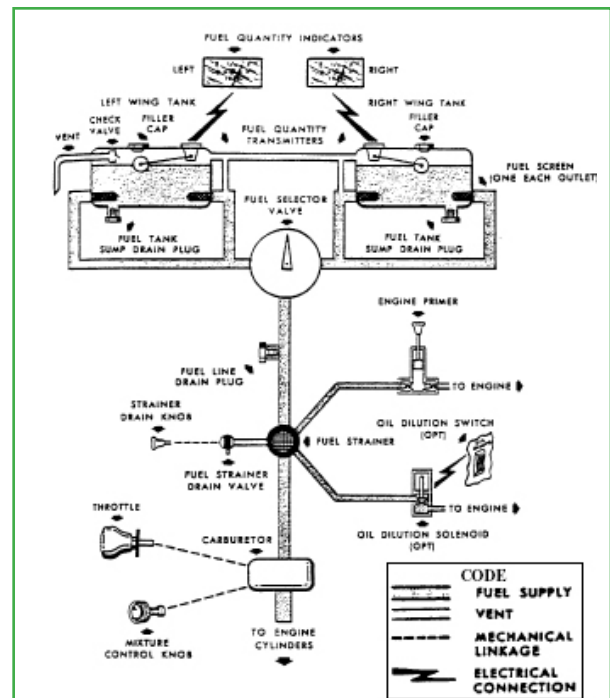 FUEL QUANTITY INDICATORS
LEFT
RIGHT
LEFT WING TANK
RIGHT WING TANK
CHECK
VALVE
FILLER
CAP
VENT
FUEL QUANTITY
TRANSMITTERS
FILLER
CAP
FUEL SCREEN
(ONE EACH OUTLET)
FUEL SELECTOR
VALVE
FUEL TANK
SUMP DRAIN PLUG
FUEL TANK
SUMP DRAIN PLUG
ENGINE PRIMER
TO ENGINE
FUEL LINE
DRAIN PLUG
STRAINER
DRAIN KNOB
FUEL STRAINER
OIL DILUTION SWITCH
(OPT)
FUEL STRAINER
DRAIN VALVE
TO ENGINE
THROTTLE
CARBURETOR
OIL DILUTION SOLENOID
(OPT)
MIXTURE
CONTROL KNOB
TO ENGINE
CYLINDERS
CODE
FUEL SUPPLY
VENT
MECHANICAL
LINKAGE
ELECTRICAL
CONNECTION